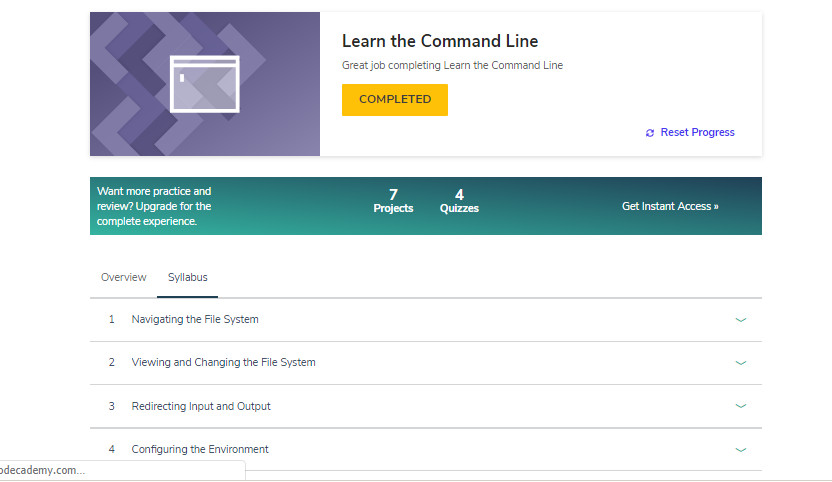 Learn the Command Line
Great job completing Learn the Command Line
COMPLETED
Reset Progress
Want more practice and
review? Upgrade for the
complete experience.
7
Projects
4
Quizzes
Get Instant Access »
Overview
Syllabus
1 Navigating the File System
2 Viewing and Changing the File System
3 Redirecting Input and Output
4 Configuring the Environment
odecademy.com...